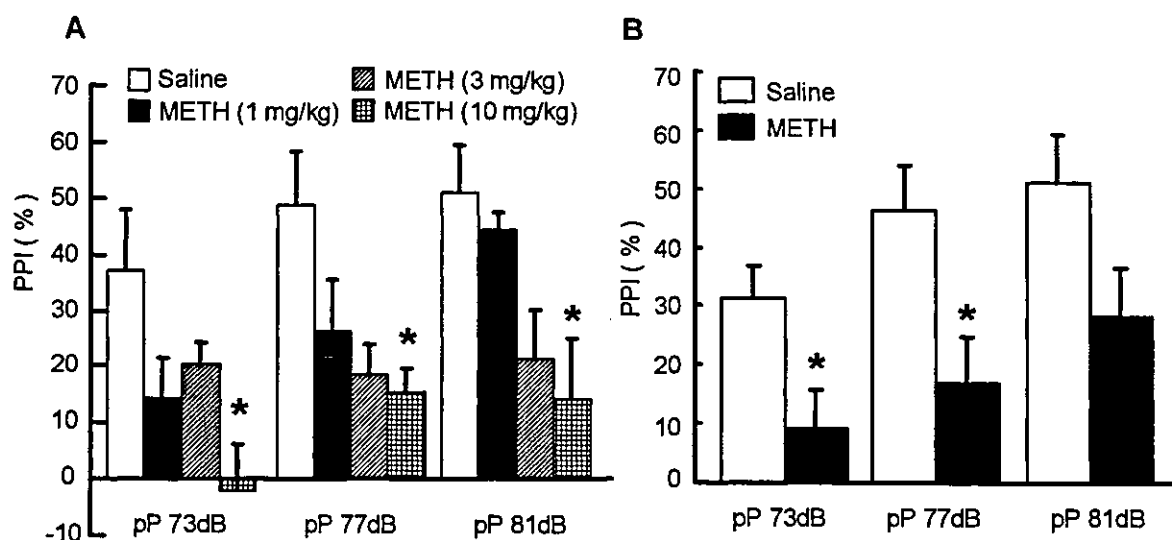 A
70
60
50
40
30
20
10
0
-10
PPI ( % )
Saline
METH (1 mg/kg)
METH (3 mg/kg)
METH (10 mg/kg)
*
*
*
pP 73dB
pP 77dB
pP 81dB
B
70
60
50
40
30
20
10
0
PPI ( % )
Saline
METH
*
*
pP 73dB
pP 77dB
pP 81dB